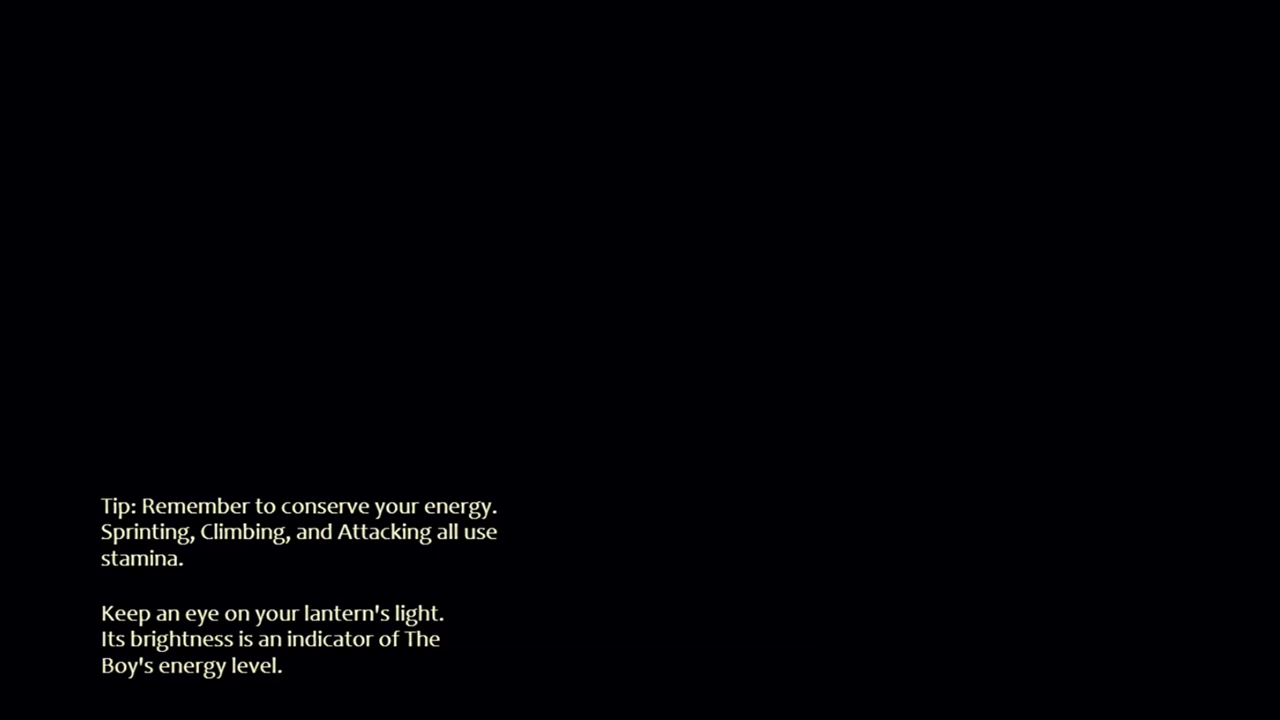 Tip: Remember to conserve your energy.
Sprinting, Climbing, and Attacking all use
stamina.
Keep an eye on your lantern's light.
Its brightness is an indicator of The
Boy's energy level.